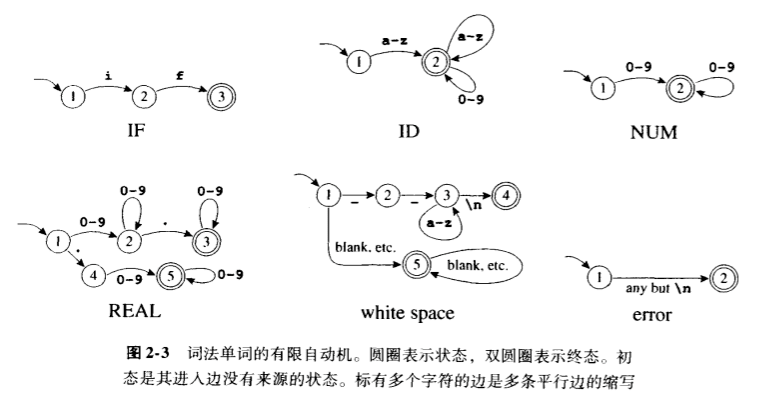 i f
1 2 3
IF
a-z a~z
1 2
0-9
ID
0-9 0-9
1 2
NUM
0-9 0-9
0-9 .
1 2 3
.
4 0-9 5 0-9
REAL
1 - 2 - 3 \n 4
a-z
blank, etc.
5 blank, etc.
white space
1 any but \n 2
error
图 2-3 词法单词的有限自动机。圆圈表示状态，双圆圈表示终态。初
态是其进入边没有来源的状态。标有多个字符的边是多条平行边的缩写